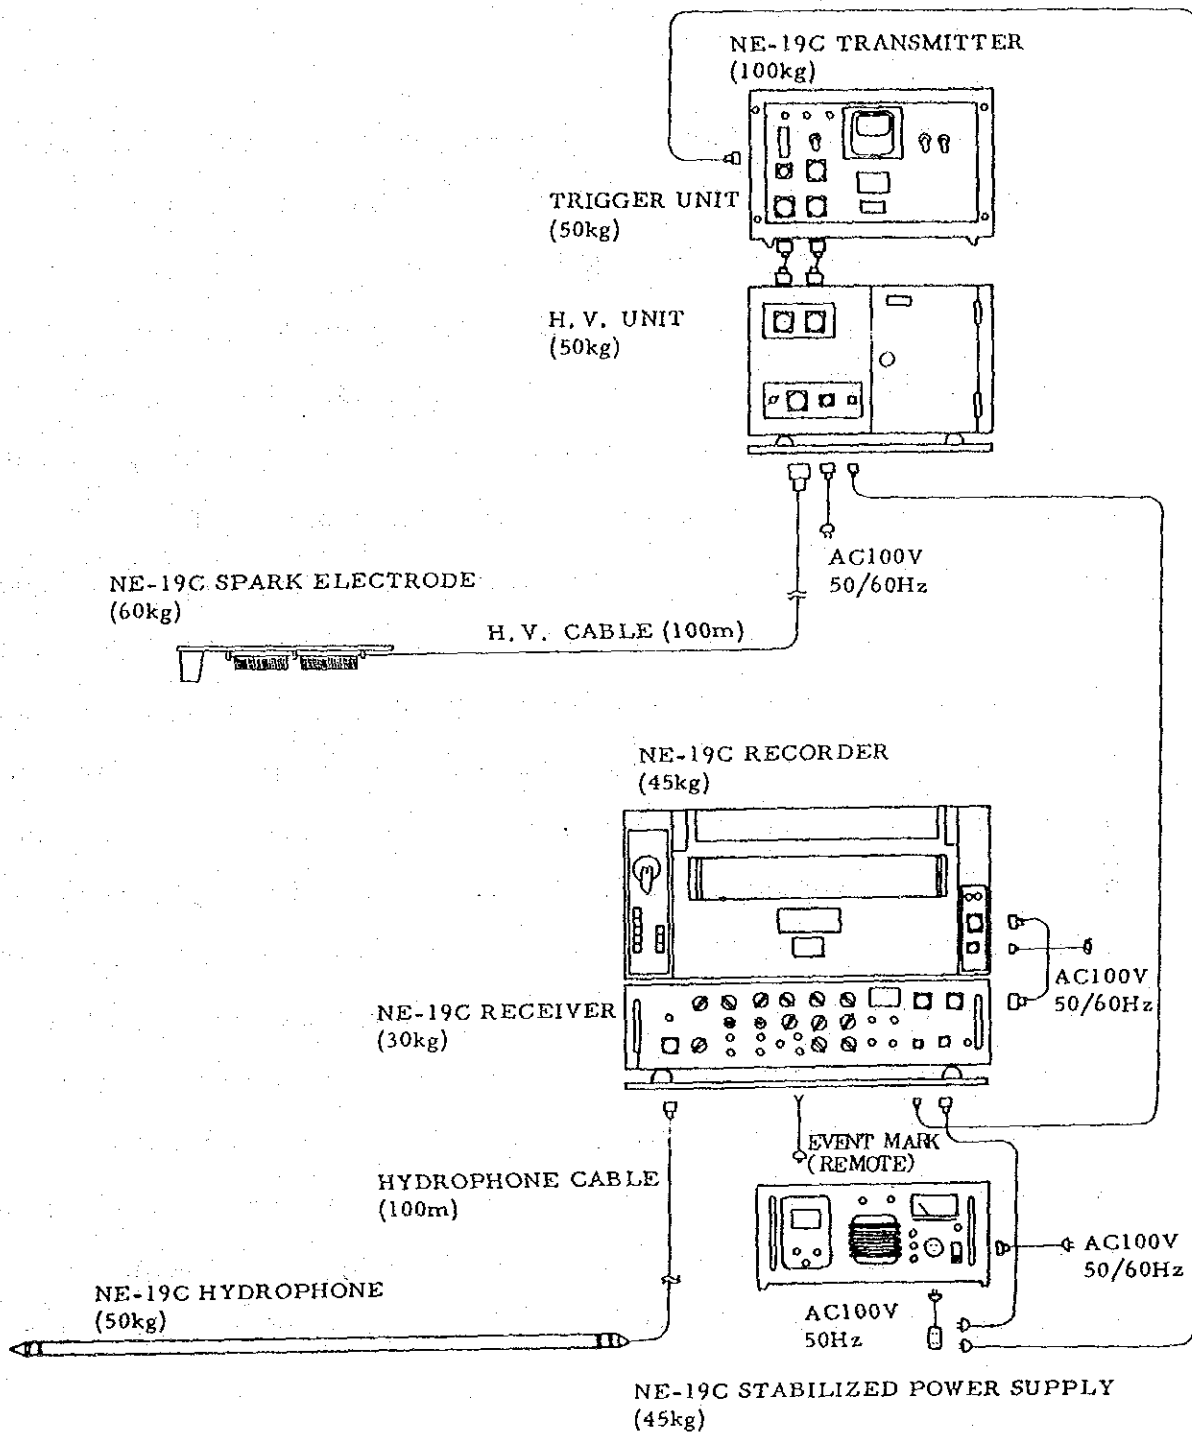 NE-19C TRANSMITTER
(100kg)
TRIGGER UNIT
(50kg)
H.V. UNIT
(50kg)
AC100V
50/60Hz
NE-19C SPARK ELECTRODE
(60kg)
H.V. CABLE (100m)
NE-19C RECORDER
(45kg)
AC100V
50/60Hz
NE-19C RECEIVER
(30kg)
EVENT MARK
(REMOTE)
HYDROPHONE CABLE
(100m)
AC100V
50/60Hz
NE-19C HYDROPHONE
(50kg)
AC100V
50Hz
NE-19C STABILIZED POWER SUPPLY
(45kg)